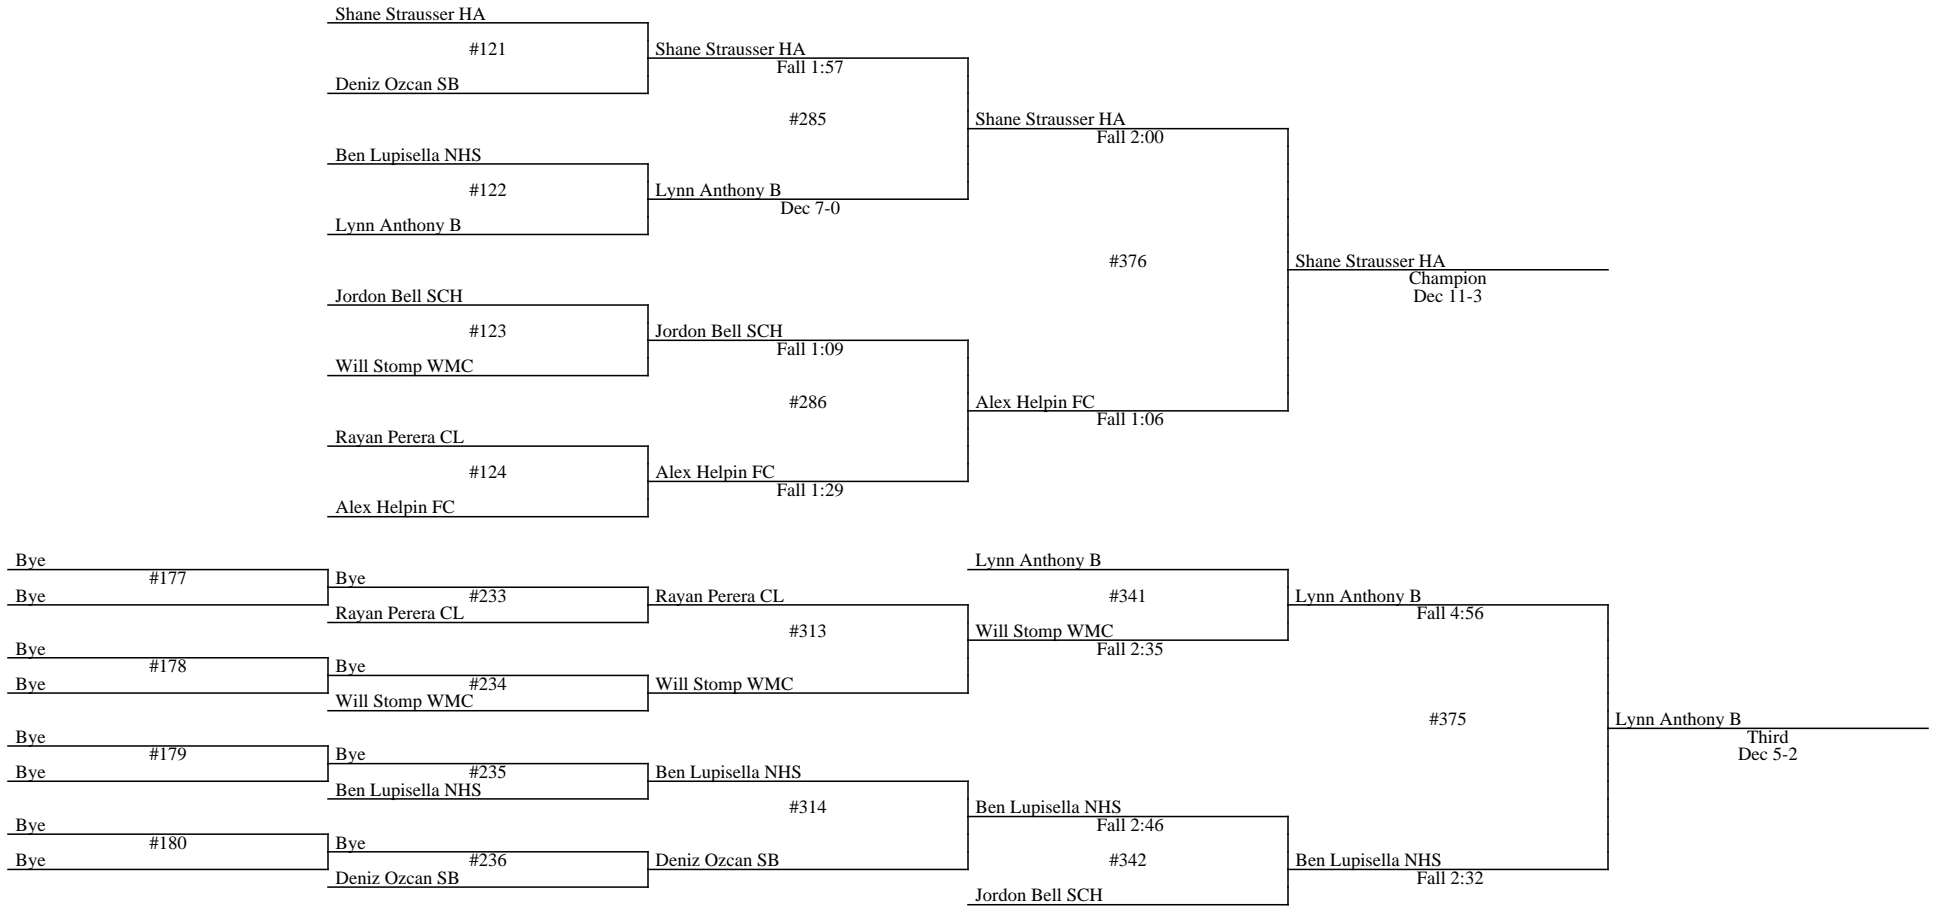 Shane Strausser HA
#121
Deniz Ozcan SB
Shane Strausser HA
Fall 1:57
#285
Ben Lupisella NHS
#122
Lynn Anthony B
Lynn Anthony B
Dec 7-0
Shane Strausser HA
Fall 2:00
#376
Shane Strausser HA
Champion
Dec 11-3
Jordon Bell SCH
#123
Will Stomp WMC
Jordon Bell SCH
Fall 1:09
#286
Rayan Perera CL
#124
Alex Helpin FC
Alex Helpin FC
Fall 1:29
Alex Helpin FC
Fall 1:06
Bye
#177
Bye
Bye
#233
Rayan Perera CL
Rayan Perera CL
#313
Bye
#178
Bye
Bye
#234
Will Stomp WMC
Will Stomp WMC
Lynn Anthony B
#341
Will Stomp WMC
Fall 2:35
Lynn Anthony B
Fall 4:56
#375
Lynn Anthony B
Third
Dec 5-2
Bye
#179
Bye
Bye
#235
Ben Lupisella NHS
Ben Lupisella NHS
#314
Bye
#180
Bye
Bye
#236
Deniz Ozcan SB
Deniz Ozcan SB
Ben Lupisella NHS
Fall 2:46
#342
Jordon Bell SCH
Ben Lupisella NHS
Fall 2:32